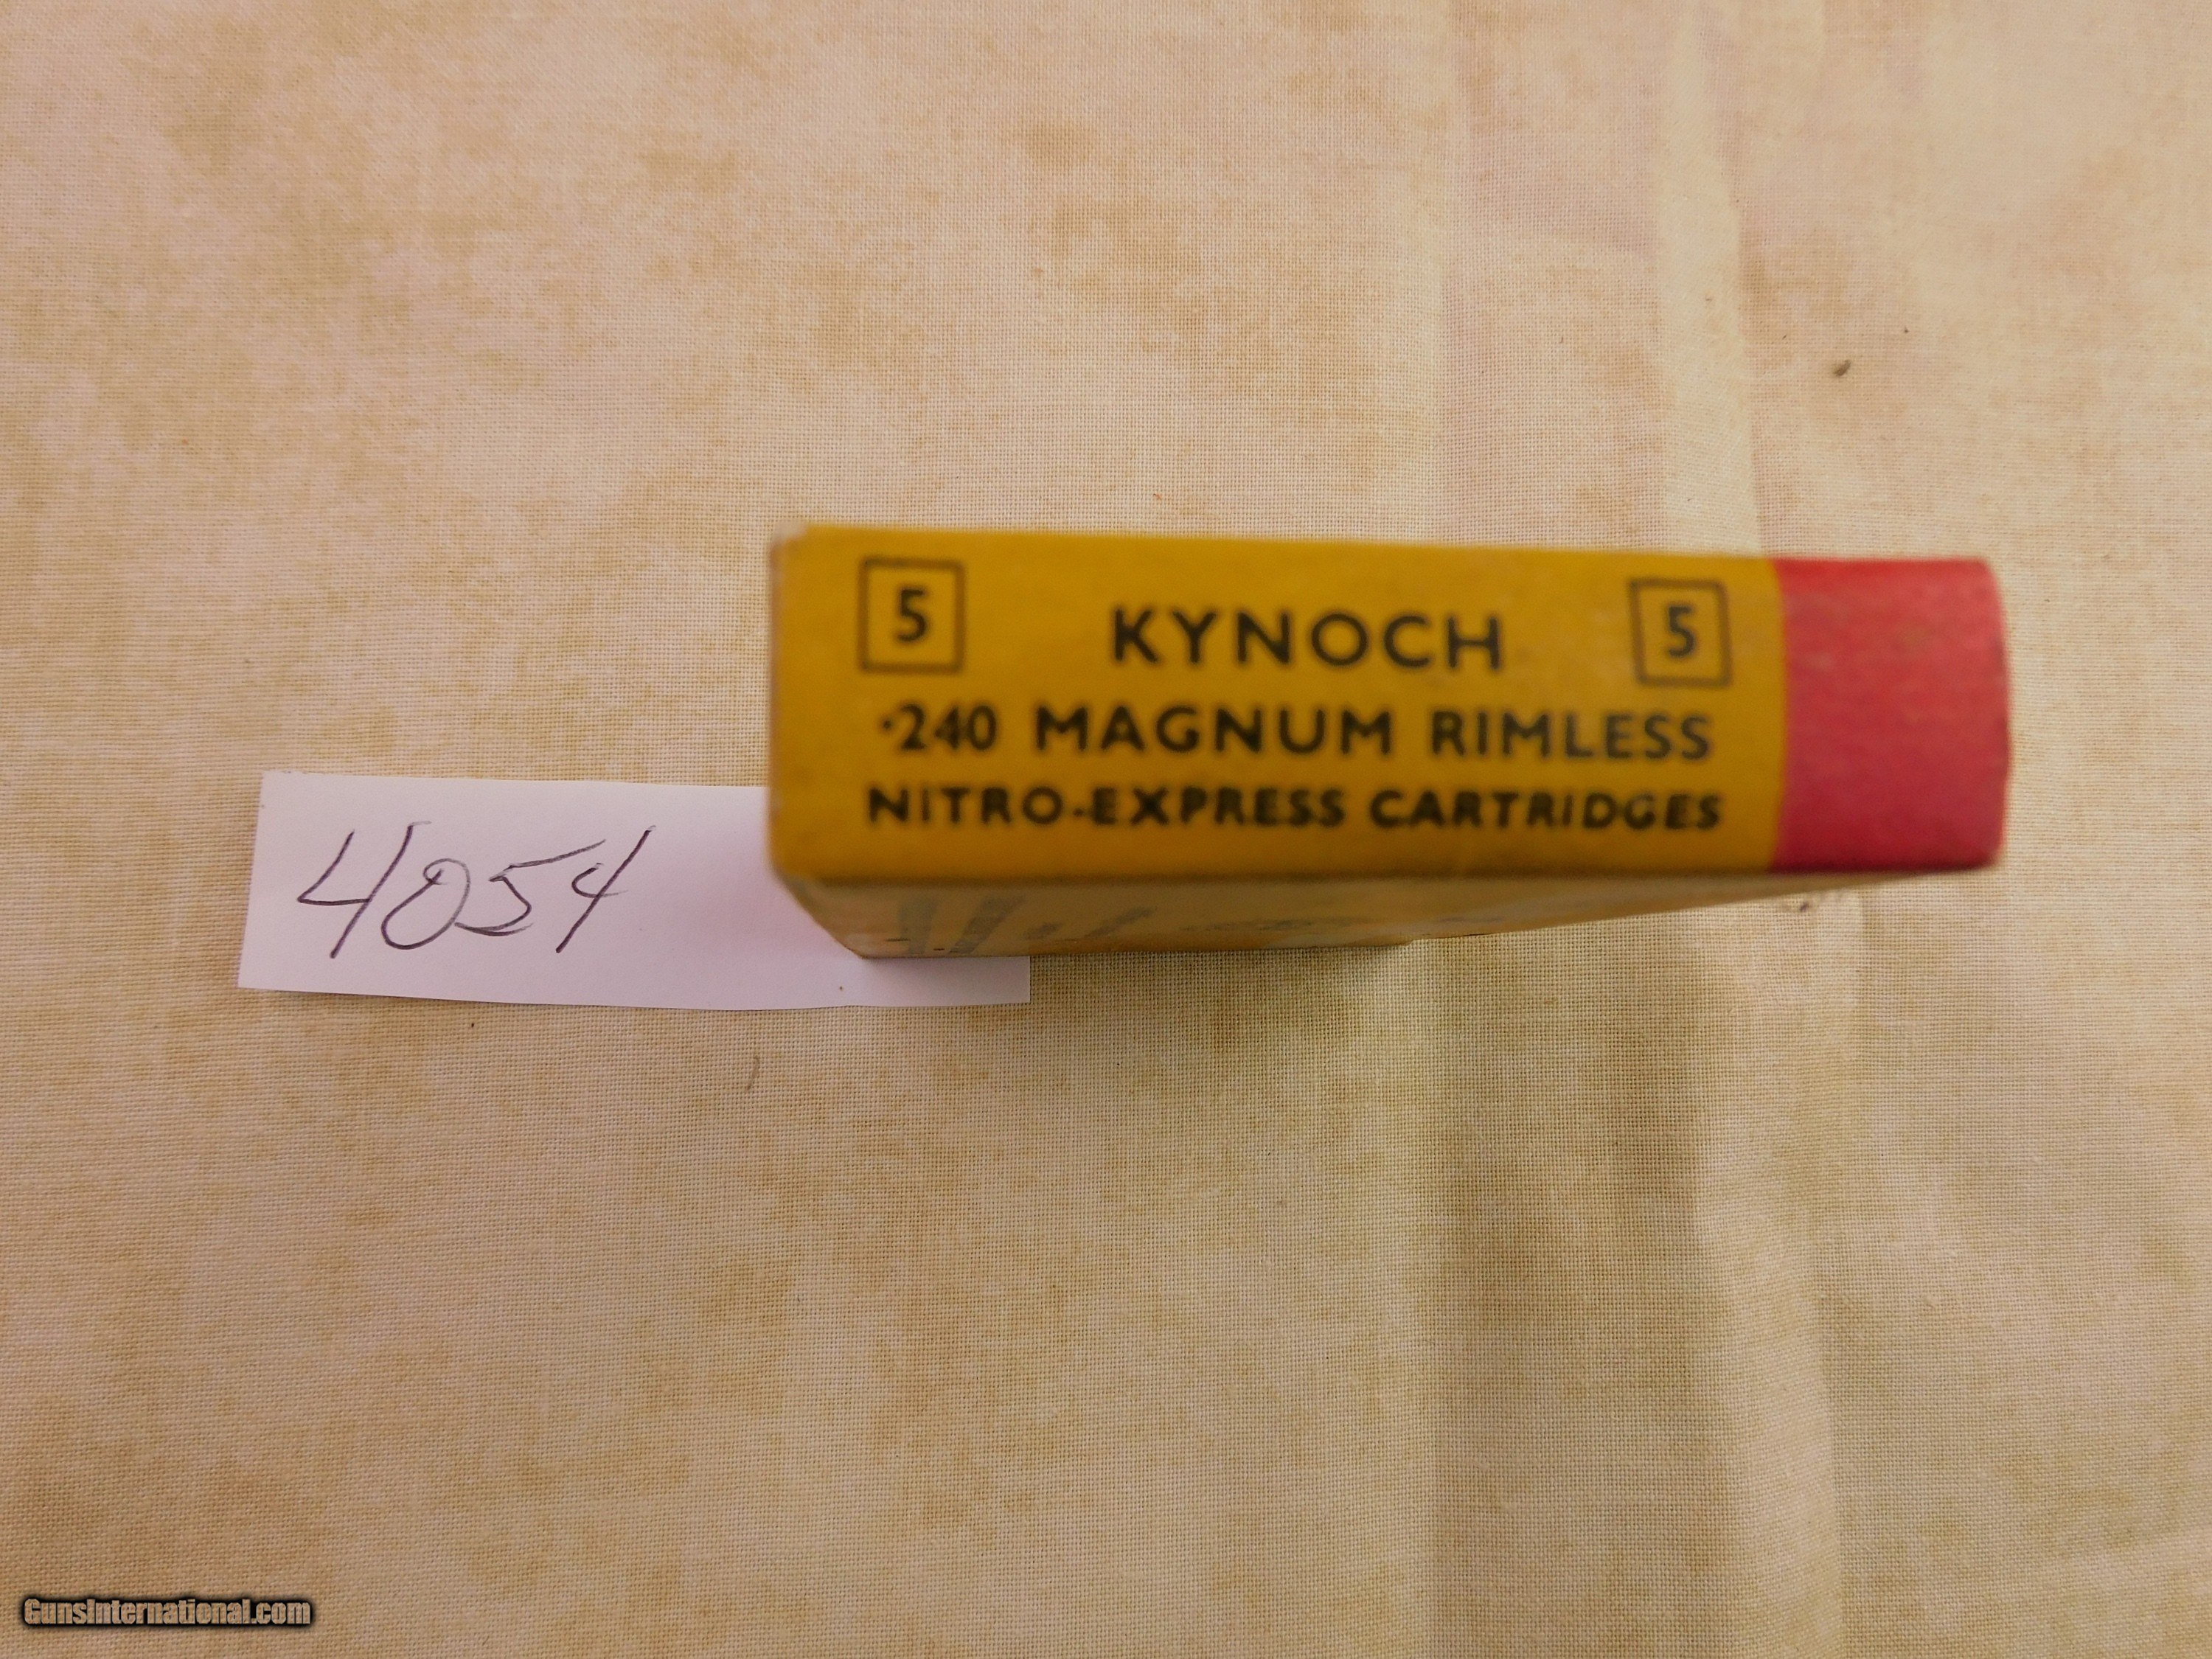 5 KYNOCH 5
·240 MAGNUM RIMLESS
NITRO-EXPRESS CARTRIDGES
4054
GunsInternational.com